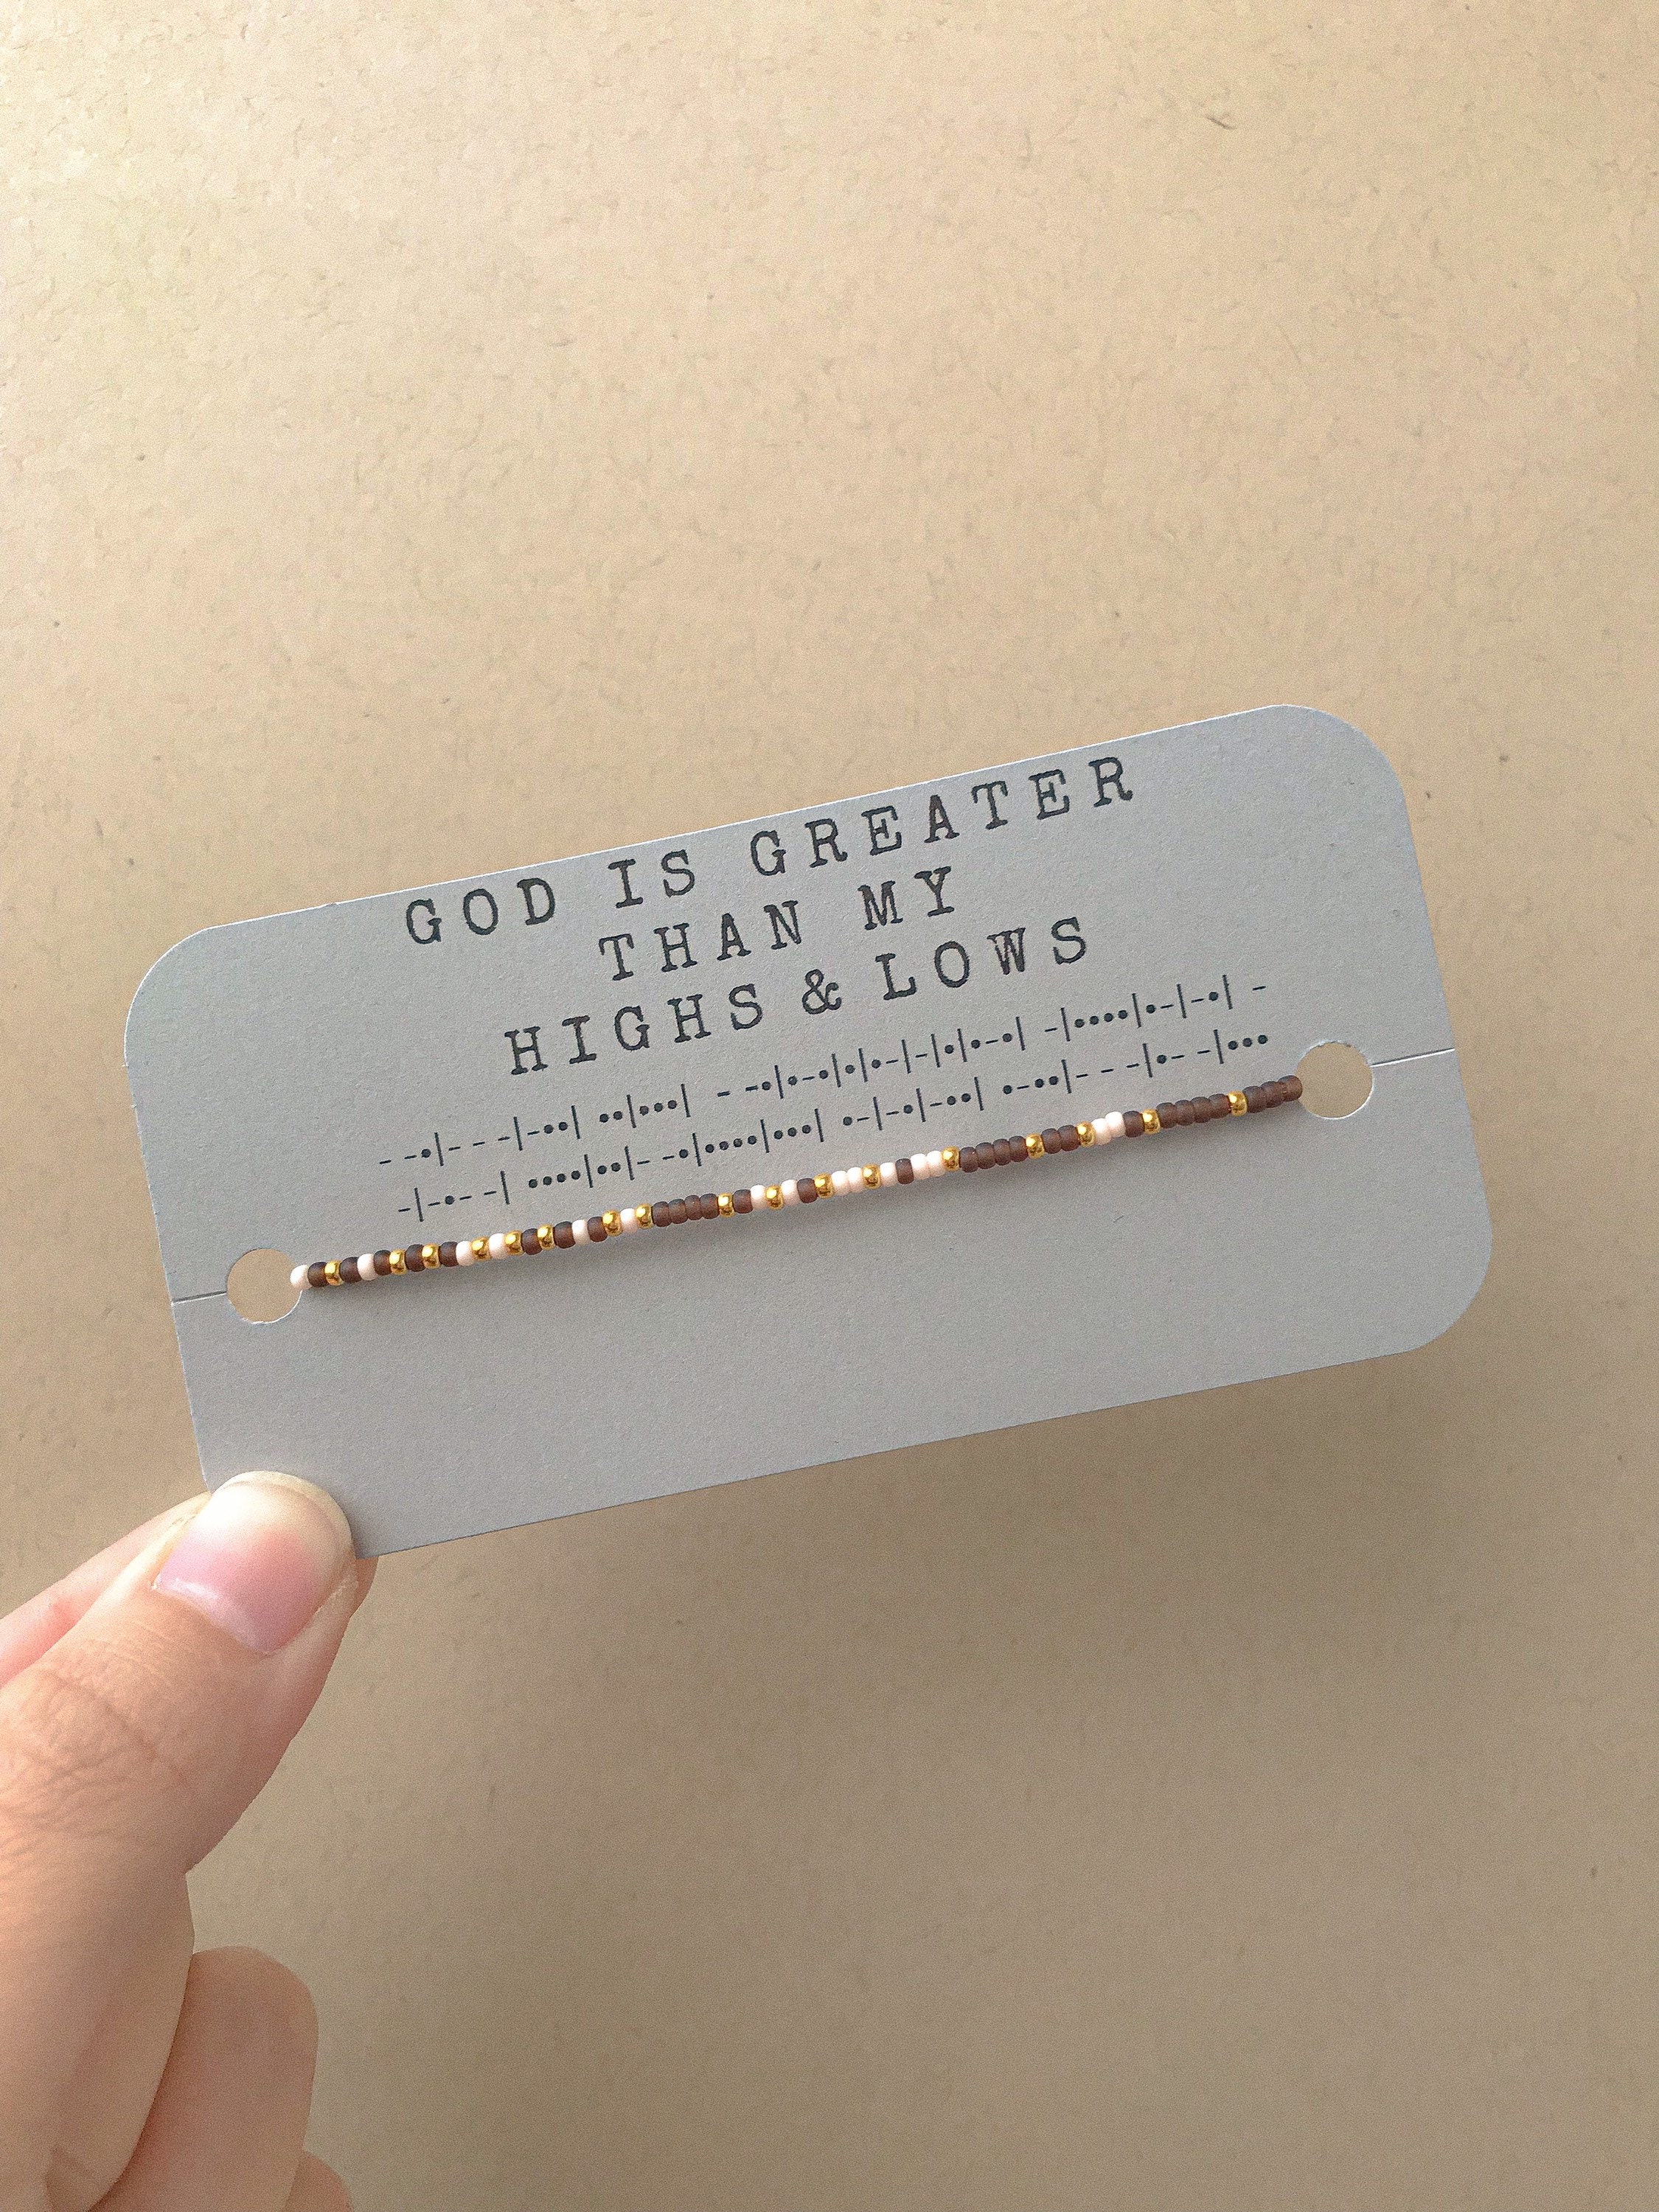 GOD IS GREATER
THAN MY
HIGHS & LOWS
- -•|- - -|-••| ••|•••| - -•|•-•|•|•-|-|•|•-•| -|••••|•-|-•| -
-|-•- -| ••••|••|- -•|••••|•••| •-|-•|-••| •-••|- - -|•- -|•••